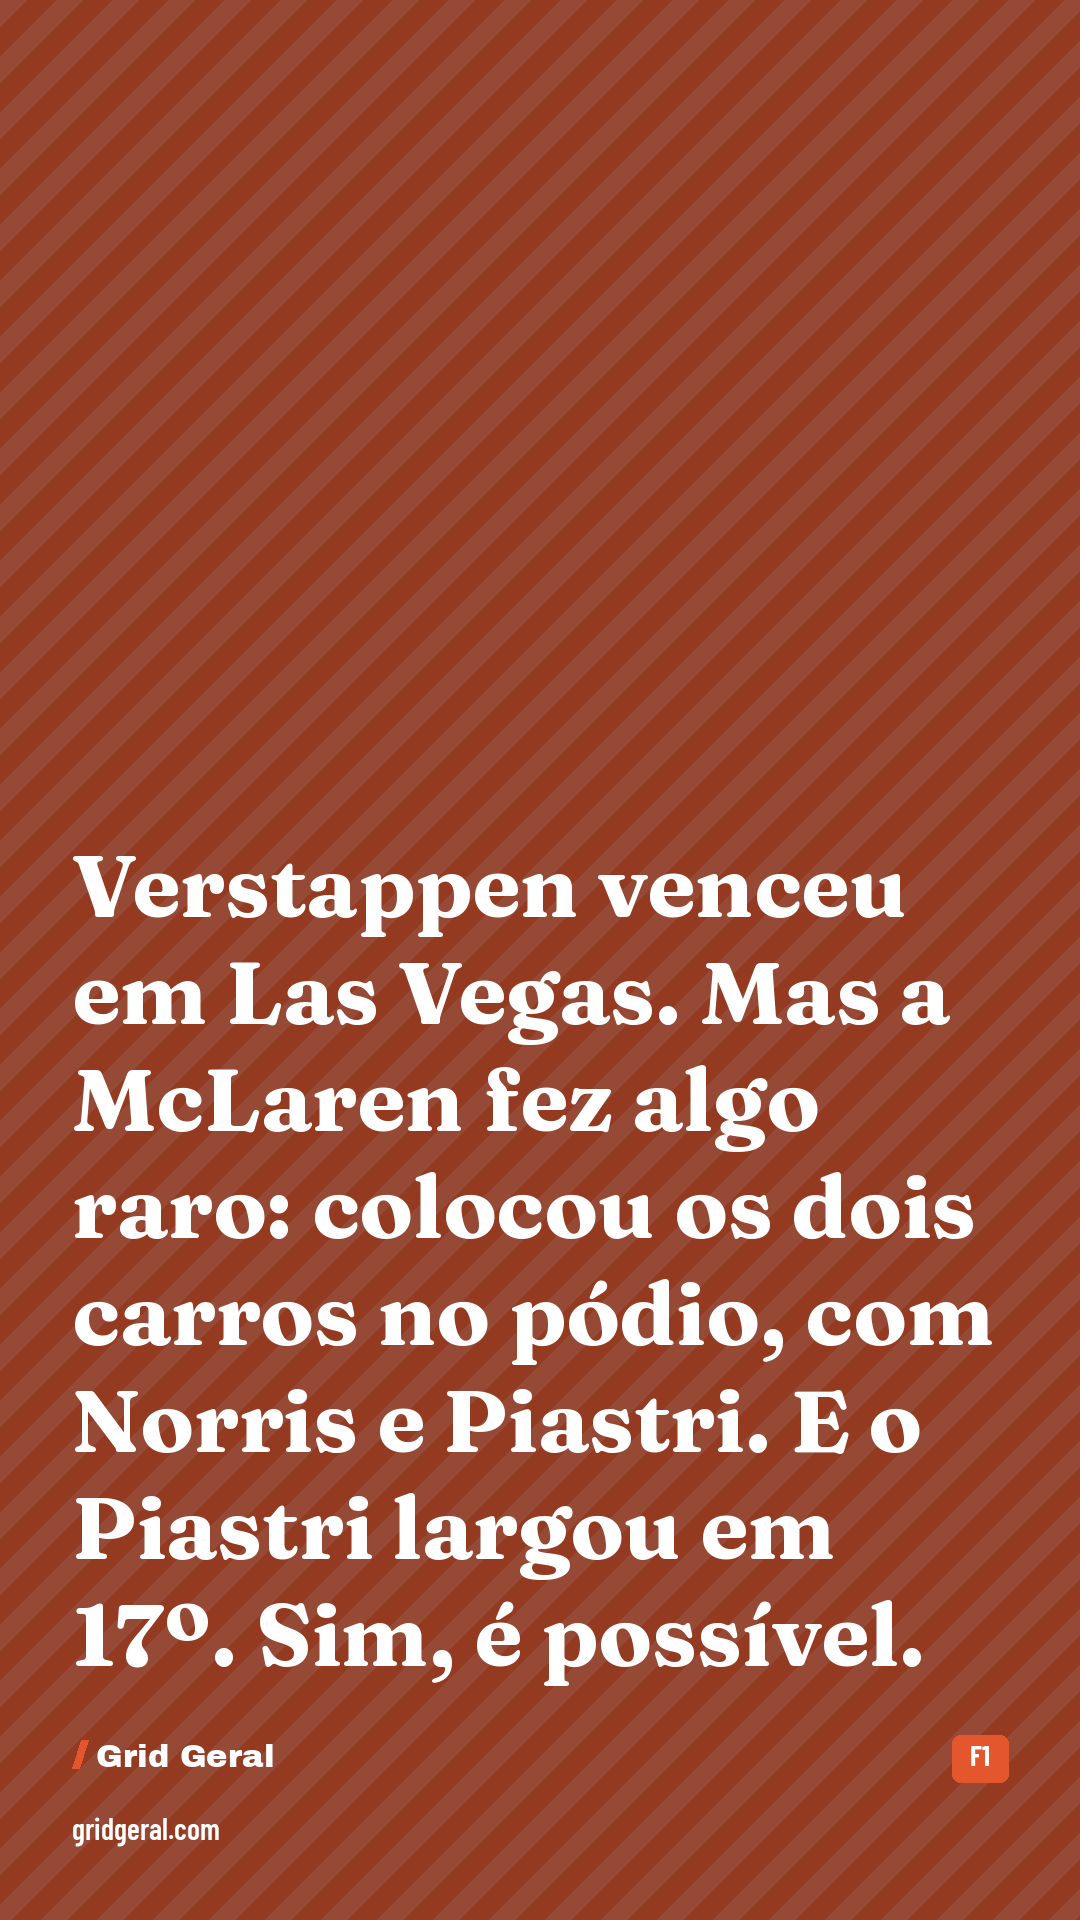 Verstappen venceu
em Las Vegas. Mas a
McLaren fez algo
raro: colocou os dois
carros no pódio, com
Norris e Piastri. E o
Piastri largou em
17º. Sim, é possível.
/ Grid Geral
F1
gridgeral.com